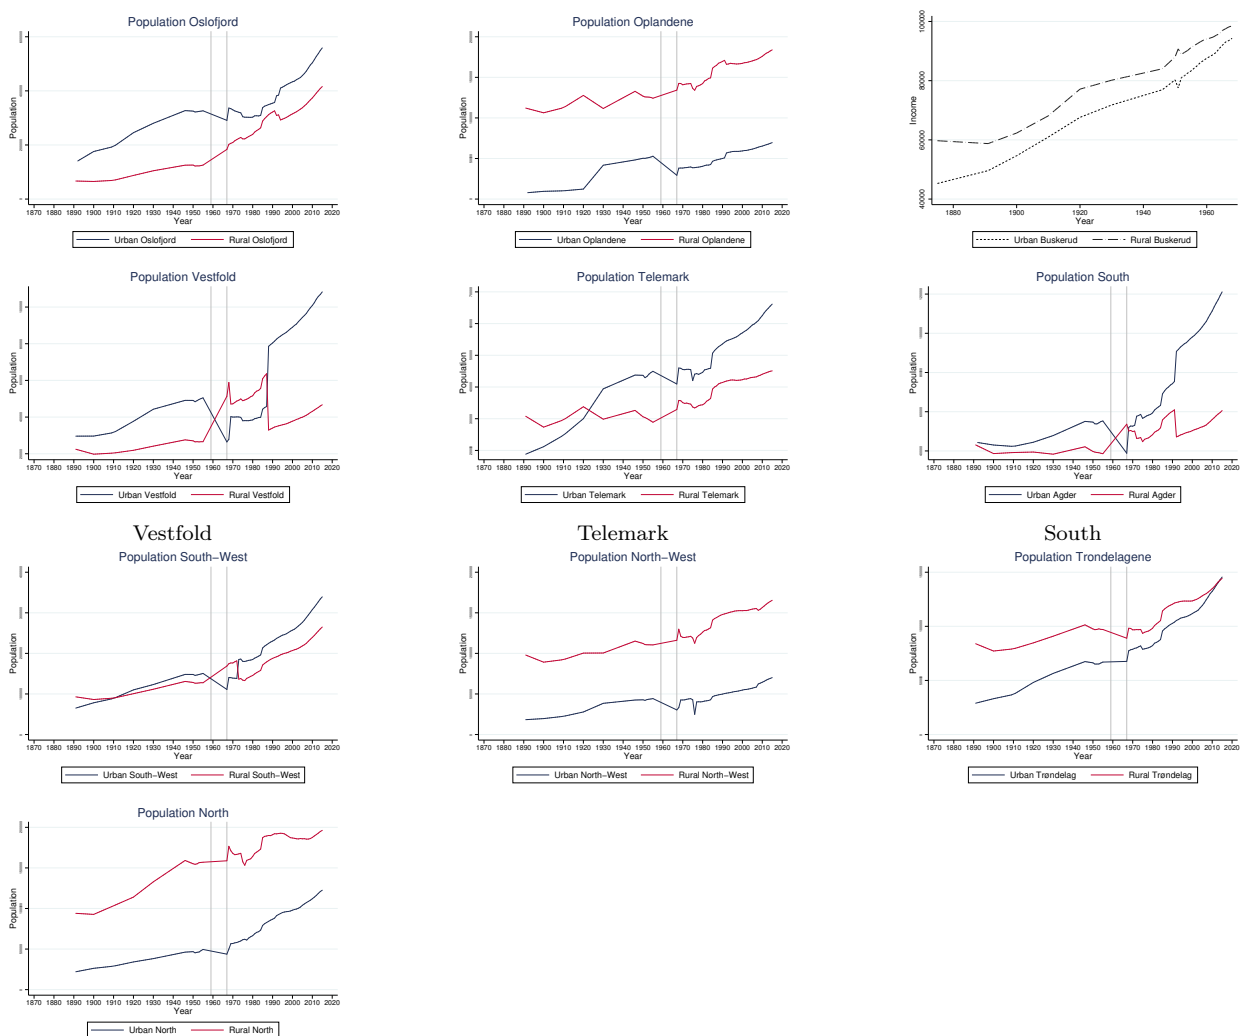 Population Oslofjord
Population
1870 1880 1890 1900 1910 1920 1930 1940 1950 1960 1970 1980 1990 2000 2010 2020
Year
Urban Oslofjord Rural Oslofjord
Population Oplandene
Population
1870 1880 1890 1900 1910 1920 1930 1940 1950 1960 1970 1980 1990 2000 2010 2020
Year
Urban Oplandene Rural Oplandene
Income
1880 1900 1920 1940 1960
Year
Urban Buskerud Rural Buskerud
Population Vestfold
Population
1870 1880 1890 1900 1910 1920 1930 1940 1950 1960 1970 1980 1990 2000 2010 2020
Year
Urban Vestfold Rural Vestfold
Population Telemark
Population
1870 1880 1890 1900 1910 1920 1930 1940 1950 1960 1970 1980 1990 2000 2010 2020
Year
Urban Telemark Rural Telemark
Population South
Population
1870 1880 1890 1900 1910 1920 1930 1940 1950 1960 1970 1980 1990 2000 2010 2020
Year
Urban Agder Rural Agder
Vestfold
Telemark
South
Population South−West
Population
1870 1880 1890 1900 1910 1920 1930 1940 1950 1960 1970 1980 1990 2000 2010 2020
Year
Urban South−West Rural South−West
Population North−West
Population
1870 1880 1890 1900 1910 1920 1930 1940 1950 1960 1970 1980 1990 2000 2010 2020
Year
Urban North−West Rural North−West
Population Trondelagene
Population
1870 1880 1890 1900 1910 1920 1930 1940 1950 1960 1970 1980 1990 2000 2010 2020
Year
Urban Trøndelag Rural Trøndelag
Population North
Population
1870 1880 1890 1900 1910 1920 1930 1940 1950 1960 1970 1980 1990 2000 2010 2020
Year
Urban North Rural North